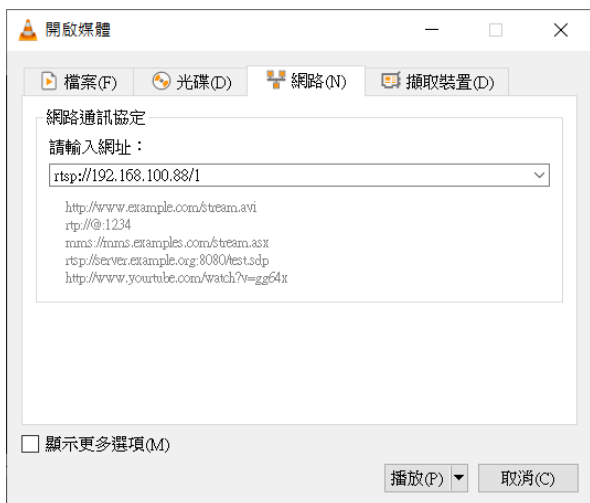 開啟媒體
檔案(F)
光碟(D)
網路(N)
擷取裝置(D)
網路通訊協定
請輸入網址：
rtsp://192.168.100.88/1
http://www.example.com/stream.avi
rtp://@:1234
mms://mms.examples.com/stream.asx
rtsp://server.example.org:8080/test.sdp
http://www.yourtube.com/watch?v=gg64x
顯示更多選項(M)
播放(P)
取消(C)